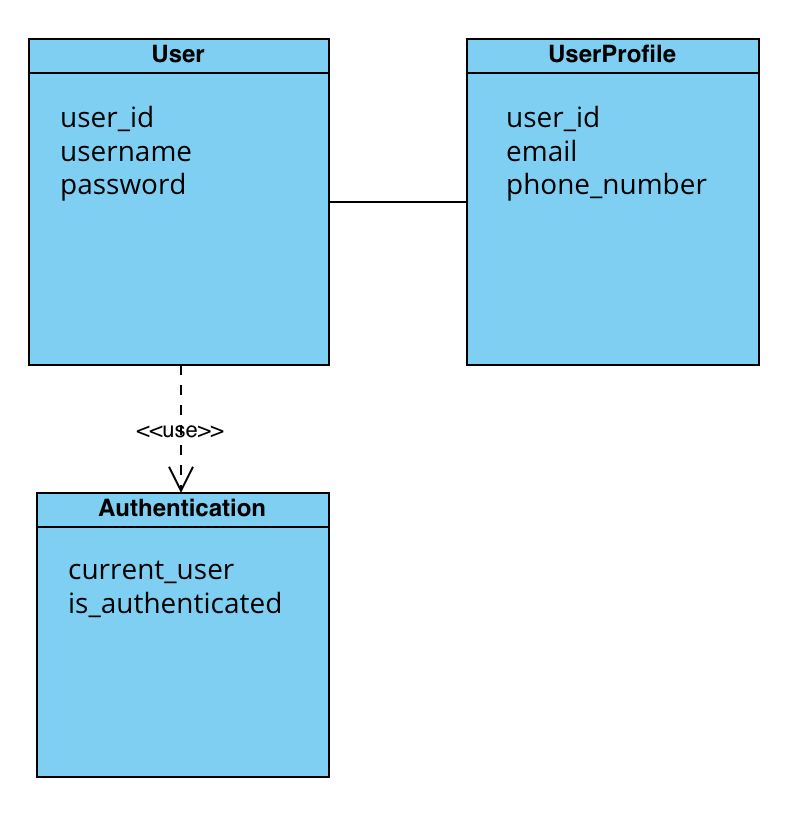 User
user_id
username
password
UserProfile
user_id
email
phone_number
<<use>>
Authentication
current_user
is_authenticated